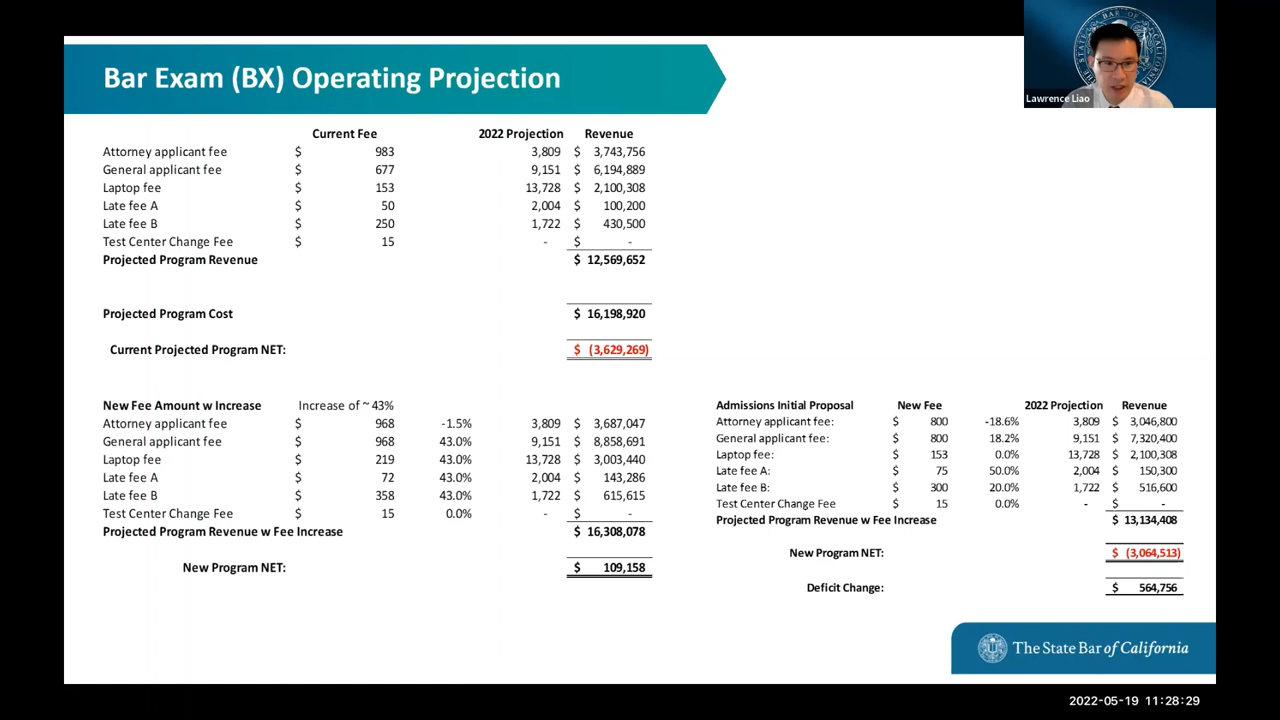 Bar Exam (BX) Operating Projection
Lawrence Liao
Current Fee 2022 Projection Revenue
Attorney applicant fee $ 983 3,809 $ 3,743,756
General applicant fee $ 677 9,151 $ 6,194,889
Laptop fee $ 153 13,728 $ 2,100,308
Late fee A $ 50 2,004 $ 100,200
Late fee B $ 250 1,722 $ 430,500
Test Center Change Fee $ 15 - $ -
Projected Program Revenue $ 12,569,652
Projected Program Cost $ 16,198,920
Current Projected Program NET: $ (3,629,269)
New Fee Amount w Increase Increase of ~ 43%
Attorney applicant fee $ 968 -1.5% 3,809 $ 3,687,047
General applicant fee $ 968 43.0% 9,151 $ 8,858,691
Laptop fee $ 219 43.0% 13,728 $ 3,003,440
Late fee A $ 72 43.0% 2,004 $ 143,286
Late fee B $ 358 43.0% 1,722 $ 615,615
Test Center Change Fee $ 15 0.0% - $ -
Projected Program Revenue w Fee Increase $ 16,308,078
New Program NET: $ 109,158
Admissions Initial Proposal New Fee 2022 Projection Revenue
Attorney applicant fee: $ 800 -18.6% 3,809 $ 3,046,800
General applicant fee: $ 800 18.2% 9,151 $ 7,320,400
Laptop fee: $ 153 0.0% 13,728 $ 2,100,308
Late fee A: $ 75 50.0% 2,004 $ 150,300
Late fee B: $ 300 20.0% 1,722 $ 516,600
Test Center Change Fee $ 15 0.0% - $ -
Projected Program Revenue w Fee Increase $ 13,134,408
New Program NET: $ (3,064,513)
Deficit Change: $ 564,756
The State Bar of California
2022-05-19 11:28:29